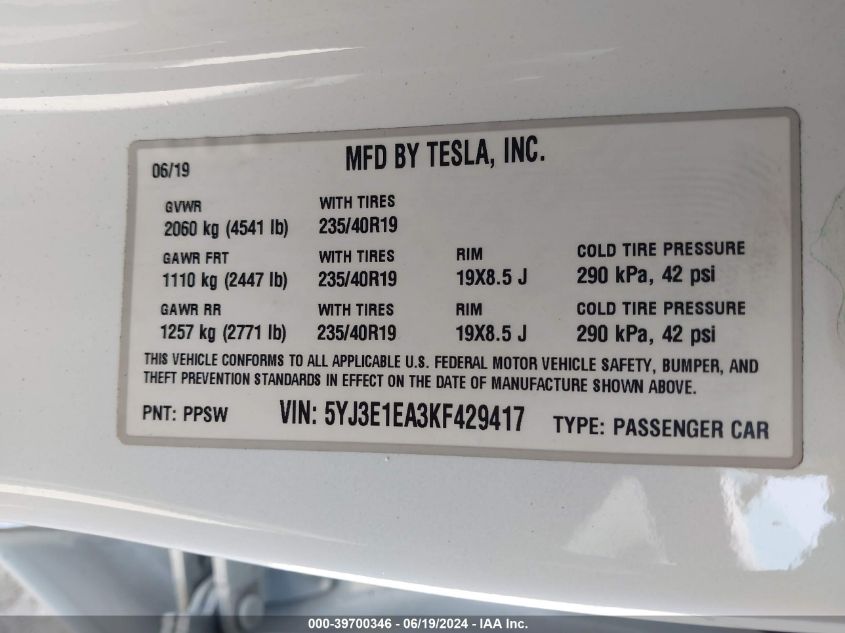 06/19
MFD BY TESLA, INC.
GVWR WITH TIRES
2060 kg (4541 lb) 235/40R19
GAWR FRT WITH TIRES RIM COLD TIRE PRESSURE
1110 kg (2447 lb) 235/40R19 19X8.5 J 290 kPa, 42 psi
GAWR RR WITH TIRES RIM COLD TIRE PRESSURE
1257 kg (2771 lb) 235/40R19 19X8.5 J 290 kPa, 42 psi
THIS VEHICLE CONFORMS TO ALL APPLICABLE U.S. FEDERAL MOTOR VEHICLE SAFETY, BUMPER, AND
THEFT PREVENTION STANDARDS IN EFFECT ON THE DATE OF MANUFACTURE SHOWN ABOVE.
PNT: PPSW VIN: 5YJ3E1EA3KF429417 TYPE: PASSENGER CAR
000-39700346 - 06/19/2024 - IAA Inc.